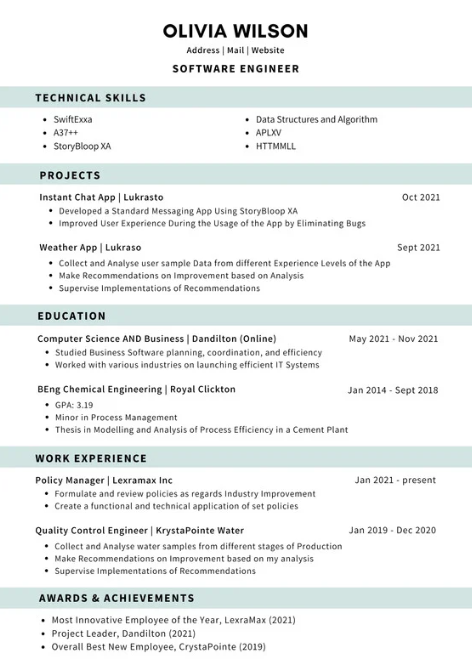 OLIVIA WILSON
Address | Mail | Website
SOFTWARE ENGINEER
TECHNICAL SKILLS
SwiftExxa
A37++
StoryBloop XA
Data Structures and Algorithm
APLXV
HTTMMLL
PROJECTS
Instant Chat App | Lukrasto Oct 2021
Developed a Standard Messaging App Using StoryBloop XA
Improved User Experience During the Usage of the App by Eliminating Bugs
Weather App | Lukraso Sept 2021
Collect and Analyse user sample Data from different Experience Levels of the App
Make Recommendations on Improvement based on Analysis
Supervise Implementations of Recommendations
EDUCATION
Computer Science AND Business | Dandilton (Online) May 2021 - Nov 2021
Studied Business Software planning, coordination, and efficiency
Worked with various industries on launching efficient IT Systems
BEng Chemical Engineering | Royal Clickton Jan 2014 - Sept 2018
GPA: 3.19
Minor in Process Management
Thesis in Modelling and Analysis of Process Efficiency in a Cement Plant
WORK EXPERIENCE
Policy Manager | Lexramax Inc Jan 2021 - present
Formulate and review policies as regards Industry Improvement
Create a functional and technical application of set policies
Quality Control Engineer | KrystaPointe Water Jan 2019 - Dec 2020
Collect and Analyse water samples from different stages of Production
Make Recommendations on Improvement based on my analysis
Supervise Implementations of Recommendations
AWARDS & ACHIEVEMENTS
Most Innovative Employee of the Year, LexraMax (2021)
Project Leader, Dandilton (2021)
Overall Best New Employee, CrystaPointe (2019)